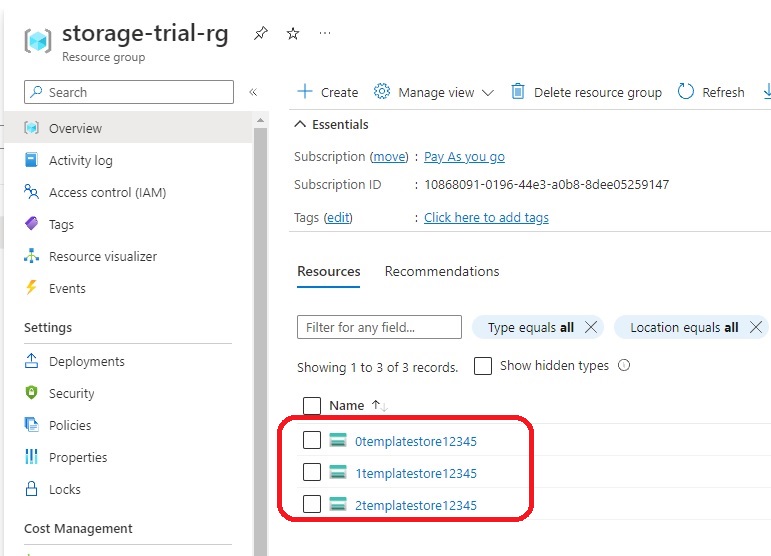 storage-trial-rg
Resource group
Search
Overview
Activity log
Access control (IAM)
Tags
Resource visualizer
Events
Settings
Deployments
Security
Policies
Properties
Locks
Cost Management
Create
Manage view
Delete resource group
Refresh
Essentials
Subscription (move) : Pay As you go
Subscription ID : 10868091-0196-44e3-a0b8-8dee05259147
Tags (edit) : Click here to add tags
Resources Recommendations
Filter for any field... Type equals all Location equals all
Showing 1 to 3 of 3 records. Show hidden types
Name
0templatestore12345
1templatestore12345
2templatestore12345